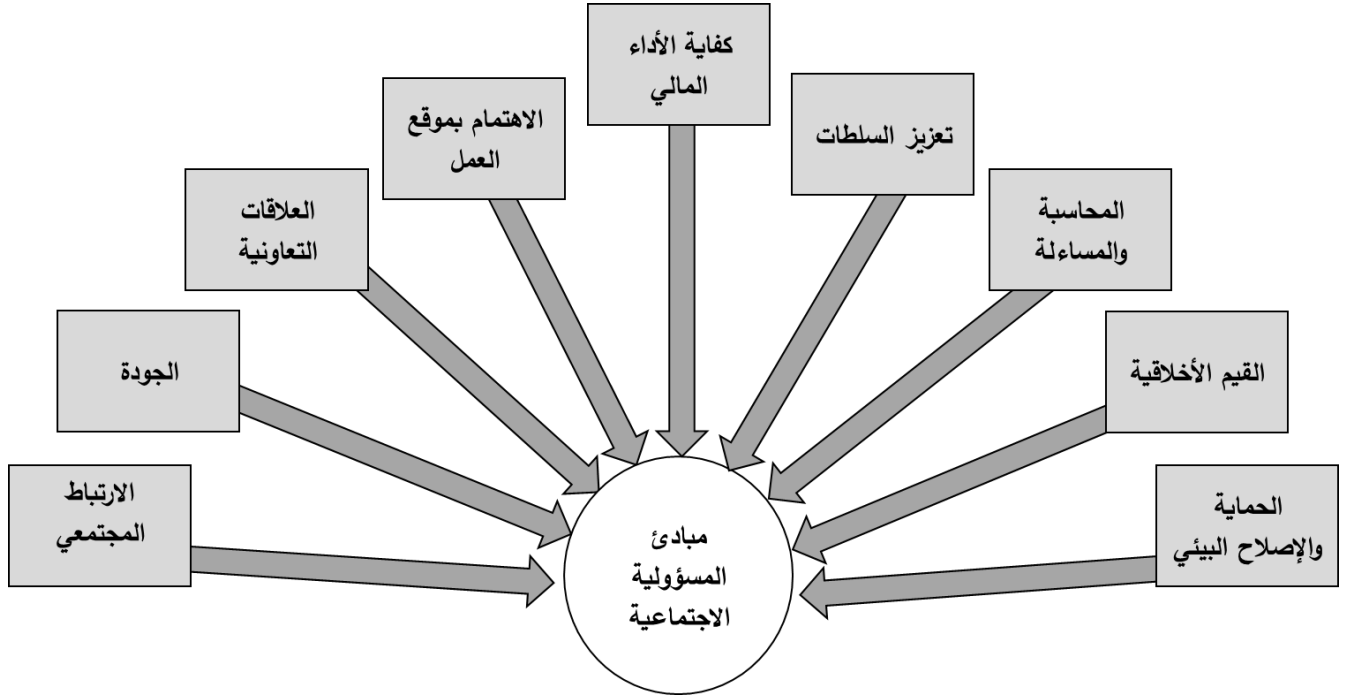 كفاية الأداء
المالي
تعزيز السلطات
الاهتمام بموقع
العمل
المحاسبة
والمساءلة
العلاقات
التعاونية
القيم الأخلاقية
الجودة
الحماية
والإصلاح البيئي
الارتباط
المجتمعي
مبادئ
المسؤولية
الاجتماعية